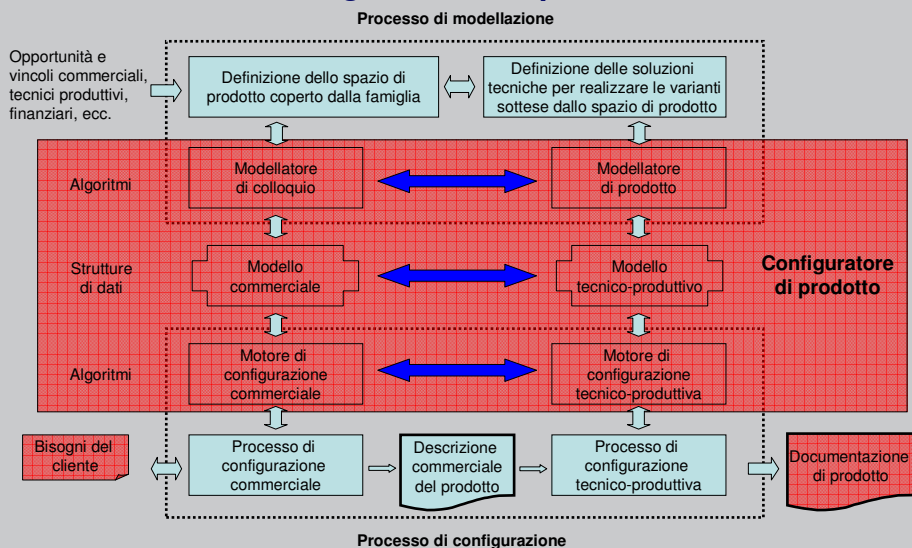 Processo di modellazione
Opportunità e
vincoli commerciali,
tecnici produttivi,
finanziari, ecc.
Definizione dello spazio di
prodotto coperto dalla famiglia
Definizione delle soluzioni
tecniche per realizzare le varianti
sottese dallo spazio di prodotto
Algoritmi
Modellatore
di colloquio
Modellatore
di prodotto
Strutture
di dati
Modello
commerciale
Modello
tecnico-produttivo
Configuratore
di prodotto
Algoritmi
Motore di
configurazione
commerciale
Motore di
configurazione
tecnico-produttiva
Bisogni del
cliente
Processo di
configurazione
commerciale
Descrizione
commerciale
del prodotto
Processo di
configurazione
tecnico-produttiva
Documentazione
di prodotto
Processo di configurazione